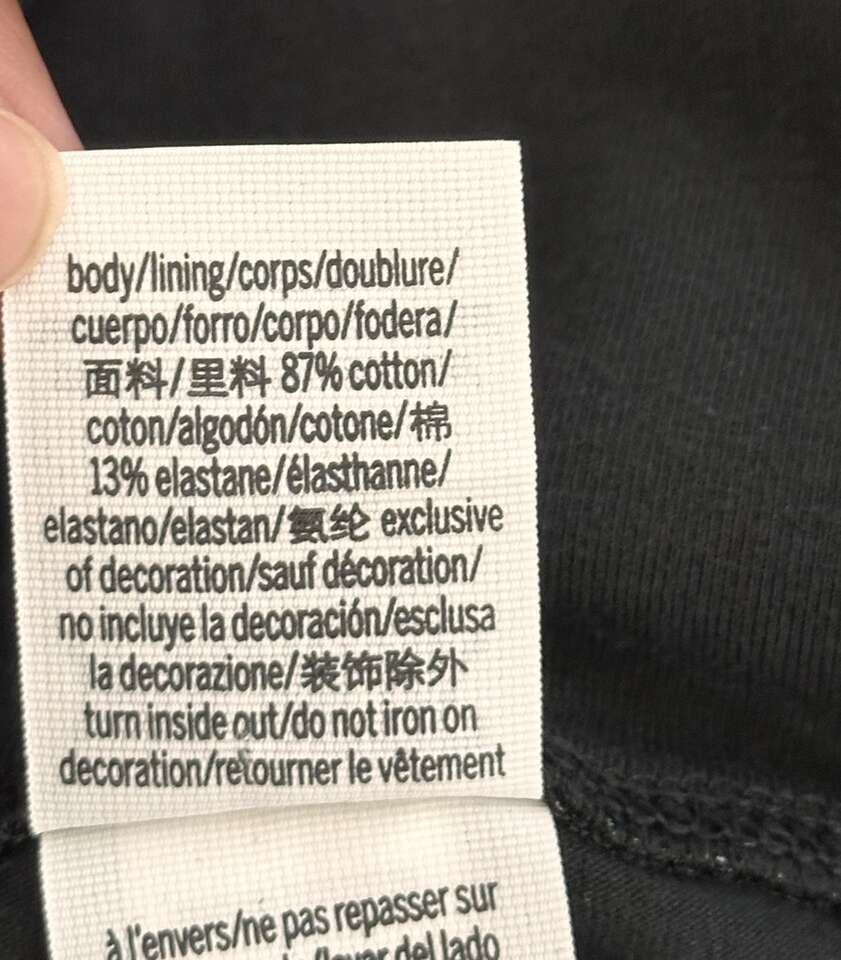 body/lining/corps/doublure/
cuerpo/forro/corpo/fodera/
面料/里料 87% cotton/
coton/algodón/cotone/棉
13% elastane/élasthanne/
elastano/elastan/氨纶 exclusive
of decoration/sauf décoration/
no incluye la decoración/esclusa
la decorazione/装饰除外
turn inside out/do not iron on
decoration/retourner le vêtement
à l'envers/ne pas repasser sur
del lado